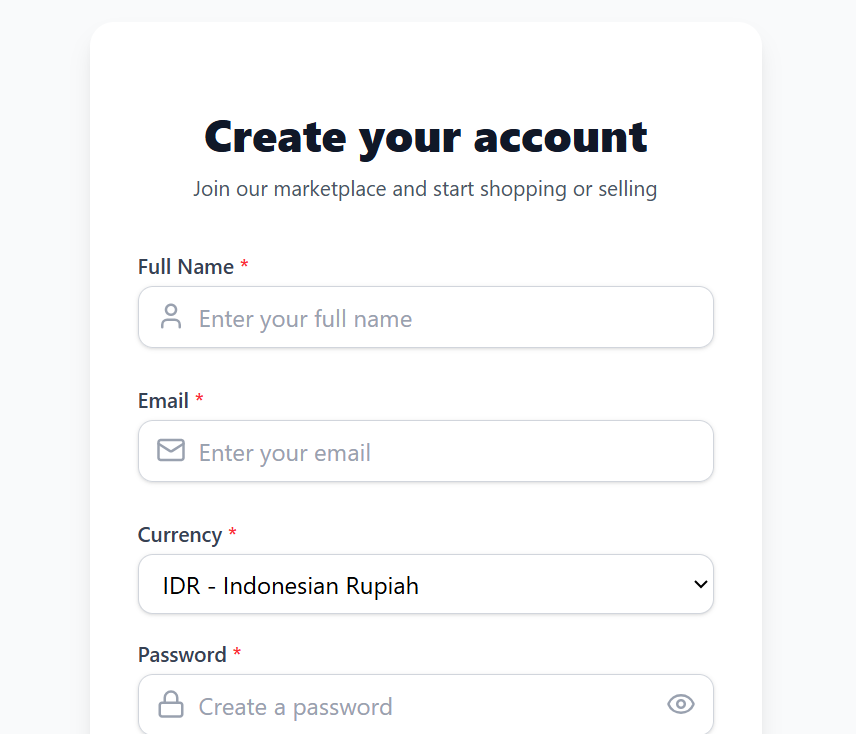 Create your account
Join our marketplace and start shopping or selling
Full Name *
Enter your full name
Email *
Enter your email
Currency *
IDR - Indonesian Rupiah
Password *
Create a password